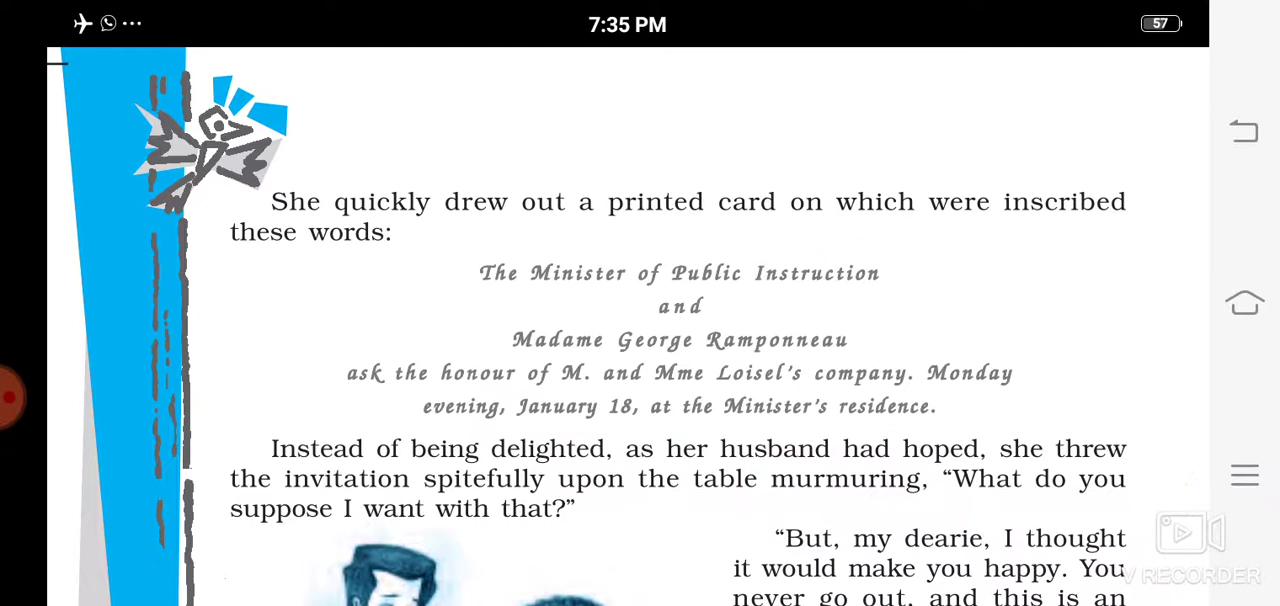 7:35 PM
57
She quickly drew out a printed card on which were inscribed
these words:
The Minister of Public Instruction
and
Madame George Ramponneau
ask the honour of M. and Mme Loisel's company. Monday
evening, January 18, at the Minister's residence.
Instead of being delighted, as her husband had hoped, she threw
the invitation spitefully upon the table murmuring, “What do you
suppose I want with that?”
“But, my dearie, I thought
it would make you happy. You
never go out, and this is an
V RECORDER